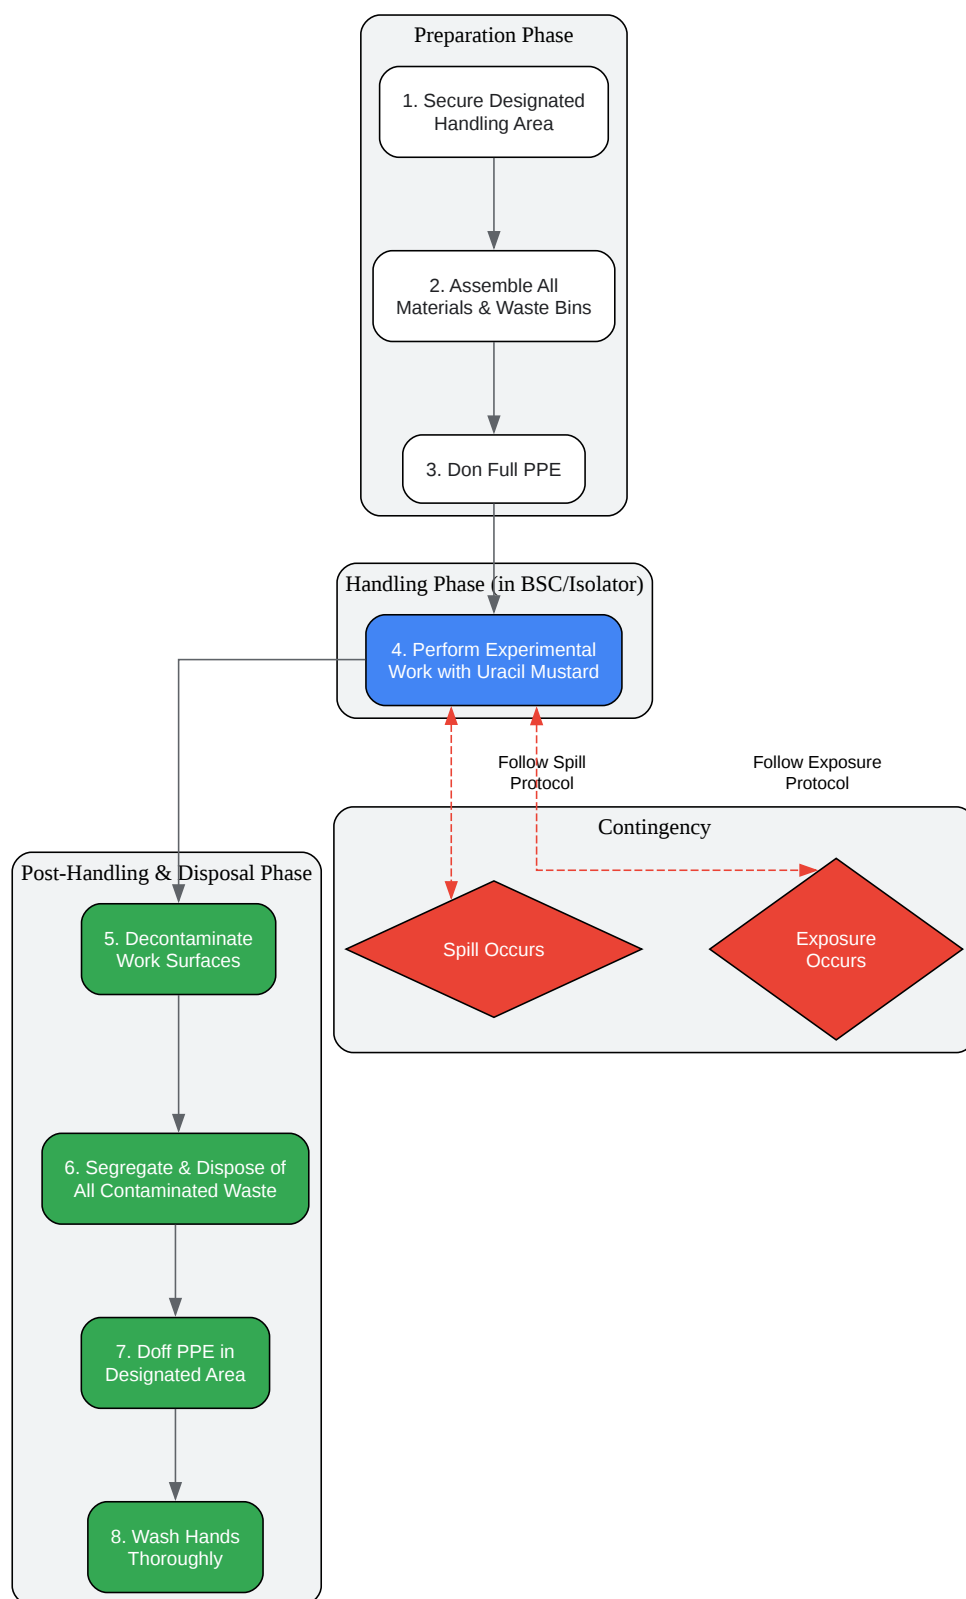 Preparation Phase
1. Secure Designated
Handling Area
2. Assemble All
Materials & Waste Bins
3. Don Full PPE
Handling Phase (in BSC/Isolator)
4. Perform Experimental
Work with Uracil Mustard
Follow Spill
Protocol
Follow Exposure
Protocol
Contingency
Spill Occurs
Exposure
Occurs
Post-Handling & Disposal Phase
5. Decontaminate
Work Surfaces
6. Segregate & Dispose of
All Contaminated Waste
7. Doff PPE in
Designated Area
8. Wash Hands
Thoroughly